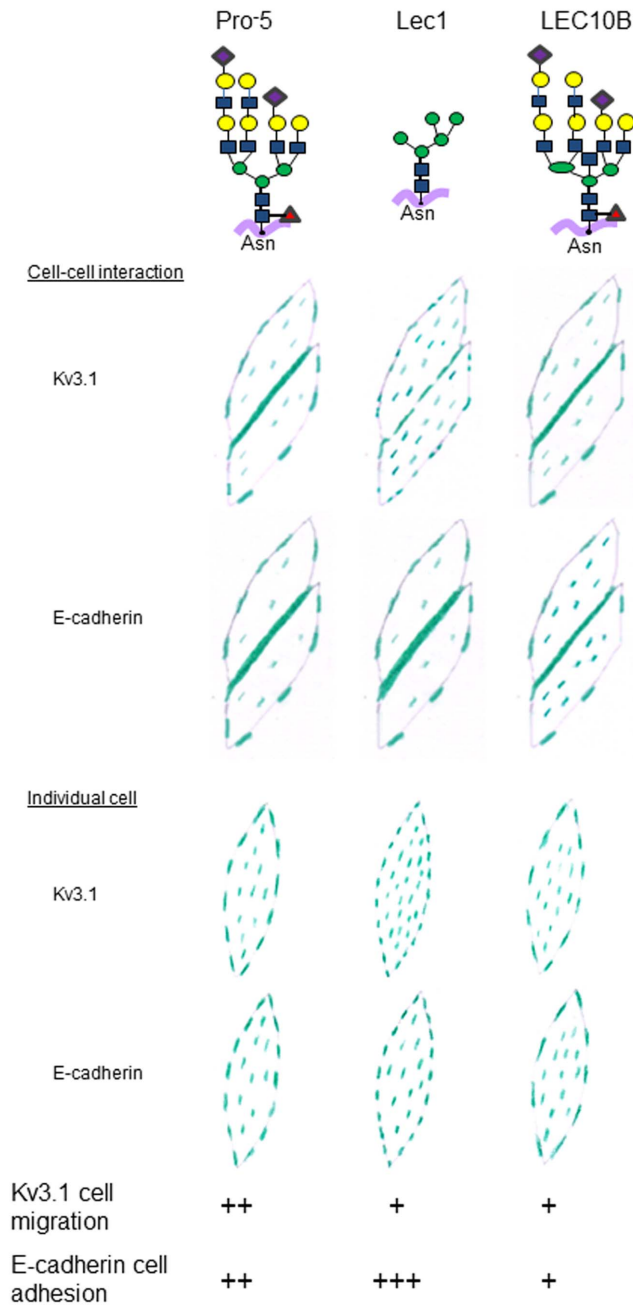 Pro-5 Lec1 LEC10B
Asn Asn Asn
Cell-cell interaction
Kv3.1
E-cadherin
Individual cell
Kv3.1
E-cadherin
Kv3.1 cell
migration ++ + +
E-cadherin cell
adhesion ++ +++ +